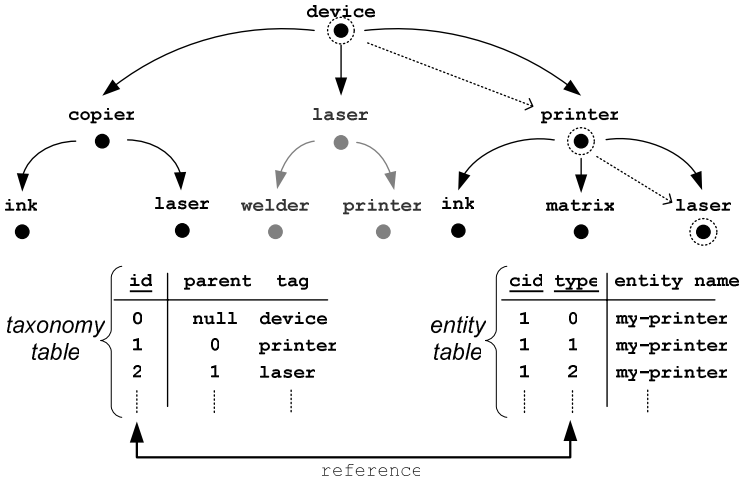 device
copier laser printer
ink laser welder printer ink matrix laser
id parent tag cid type entity name
taxonomy table entity table
0 null device 1 0 my-printer
1 0 printer 1 1 my-printer
2 1 laser 1 2 my-printer
reference